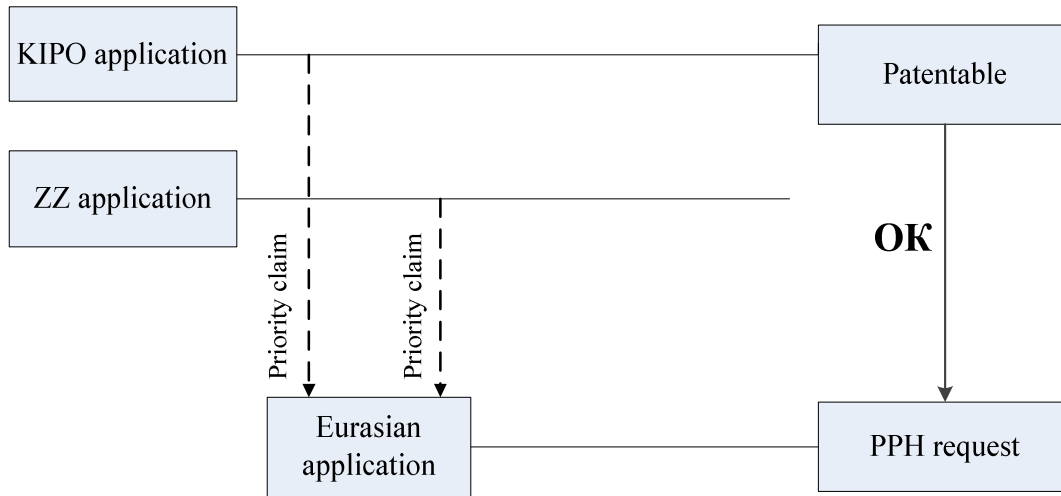 KIPO application
Patentable
ZZ application
OK
Priority claim
Priority claim
Eurasian
application
PPH request